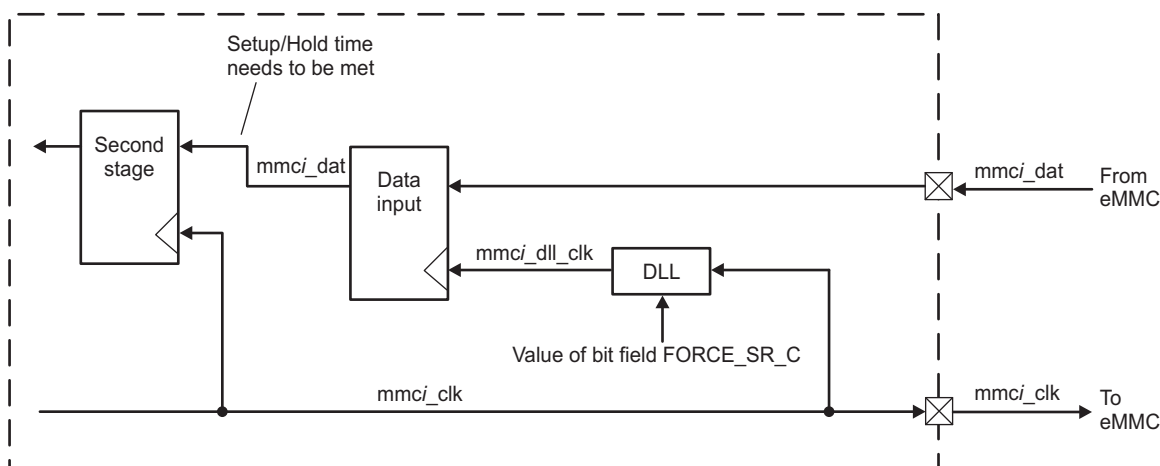 Setup/Hold time
needs to be met
Second
stage
mmci_dat
Data
input
mmci_dat
From
eMMC
mmci_dll_clk
DLL
Value of bit field FORCE_SR_C
mmci_clk
mmci_clk
To
eMMC